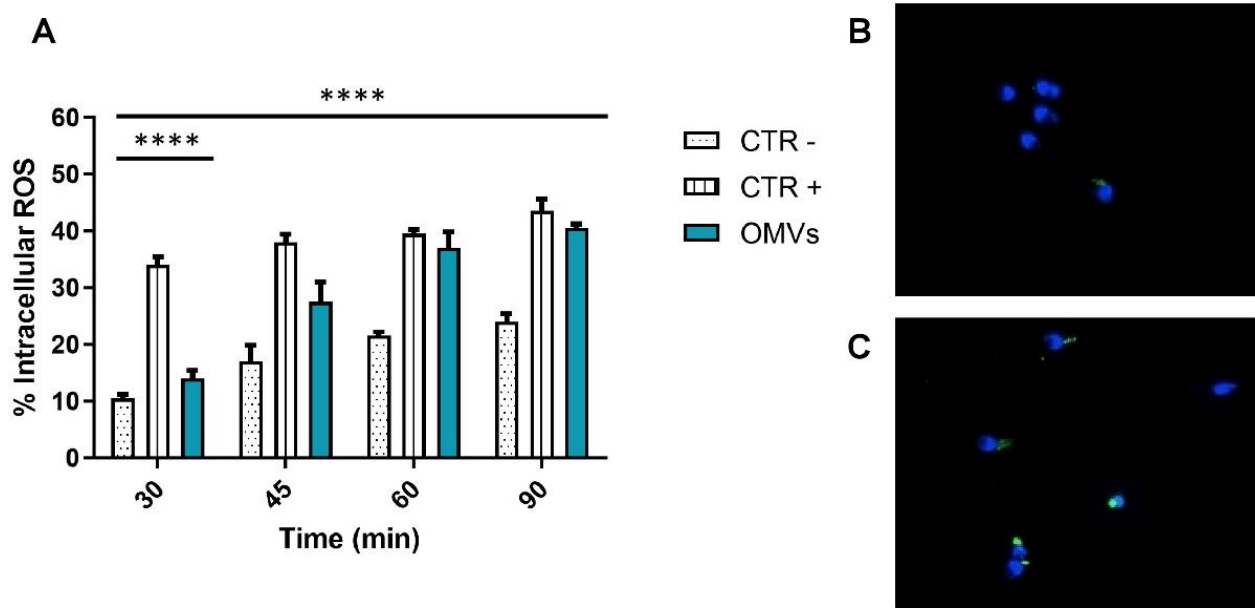 A
B
****
60
****
50
40
30
20
10
0
% Intracellular ROS
30
45
60
90
Time (min)
CTR -
CTR +
OMVs
C